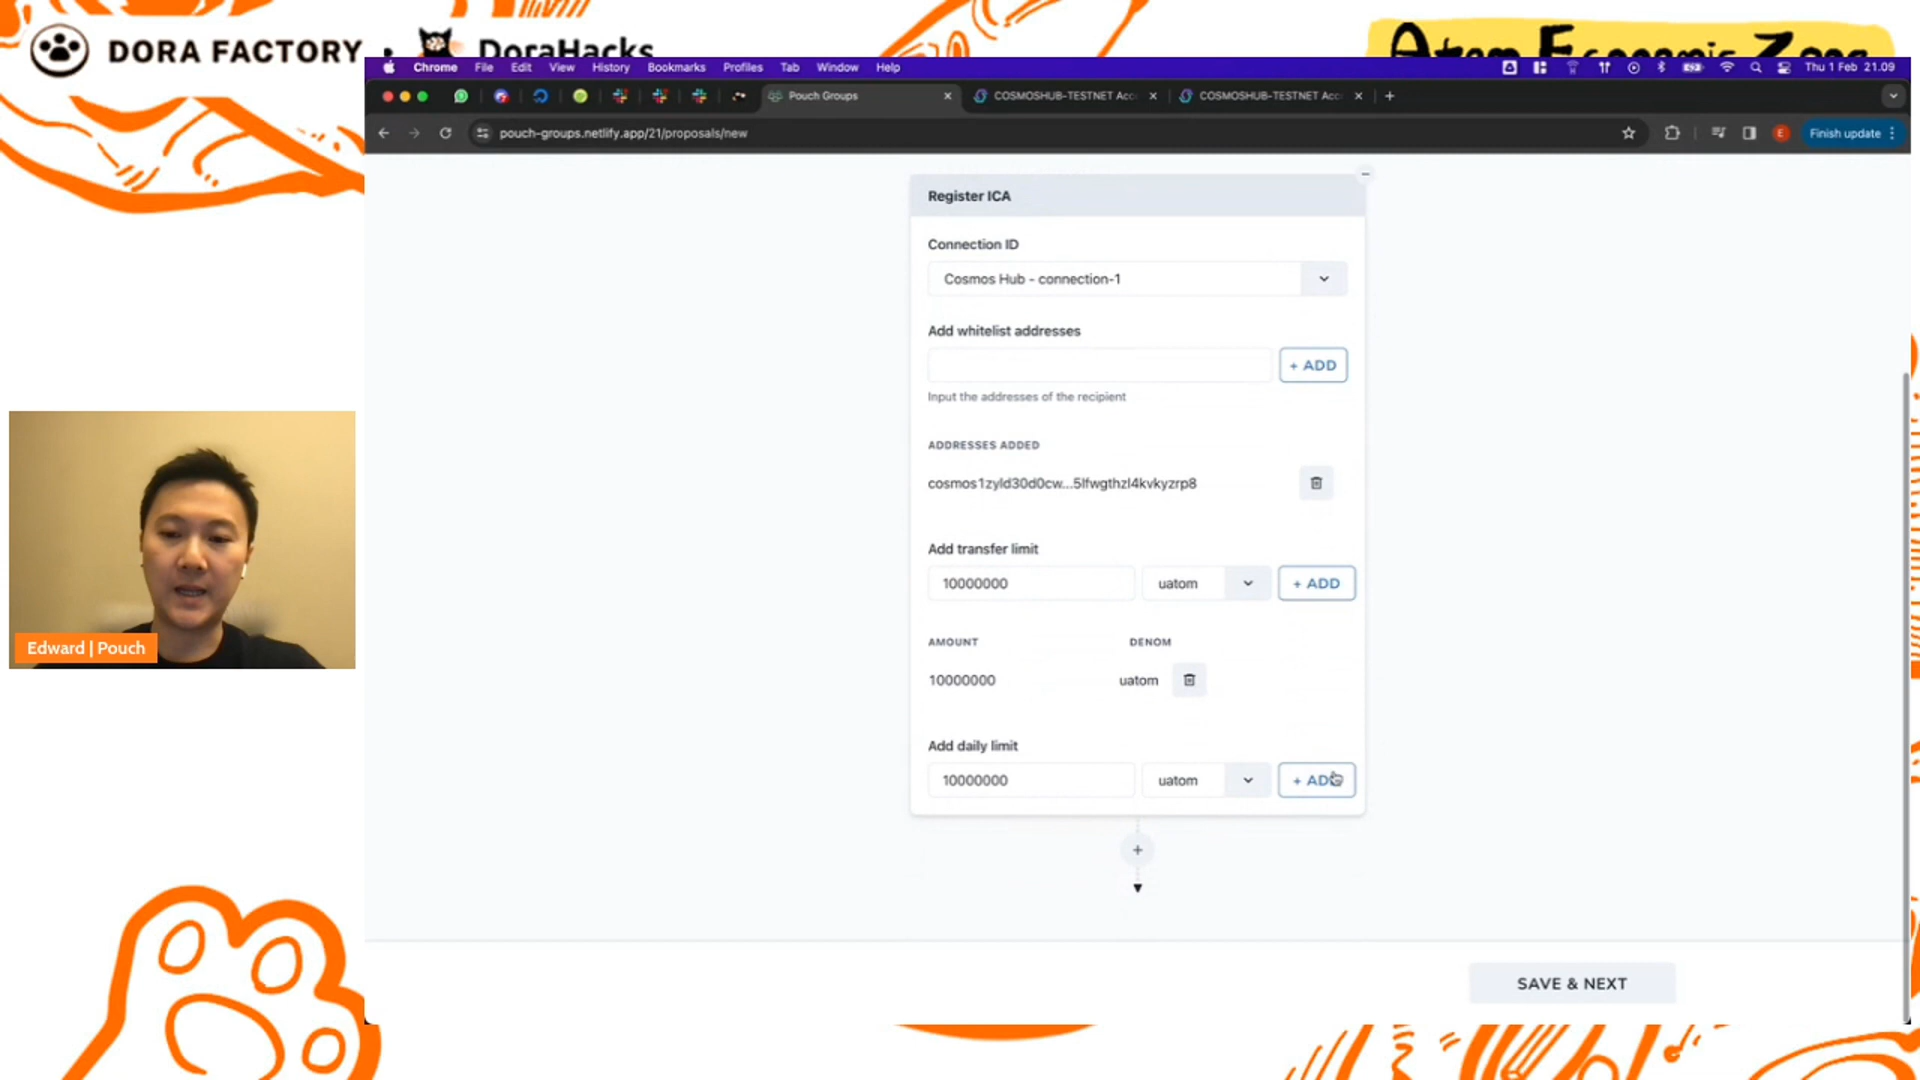 DORA FACTORY
DoraHacks
Atom Economic Zone
Chrome File Edit View History Bookmarks Profiles Tab Window Help
Thu 1 Feb 21.09
Pouch Groups
COSMOSHUB-TESTNET Acc
COSMOSHUB-TESTNET Acc
pouch-groups.netlify.app/21/proposals/new
E
Finish update
Register ICA
Connection ID
Cosmos Hub - connection-1
Add whitelist addresses
+ ADD
Input the addresses of the recipient
ADDRESSES ADDED
cosmos1zyld30d0cw...5lfwgthzl4kvkyzrp8
Add transfer limit
10000000 uatom + ADD
AMOUNT DENOM
10000000 uatom
Add daily limit
10000000 uatom + ADD
SAVE & NEXT
Edward | Pouch